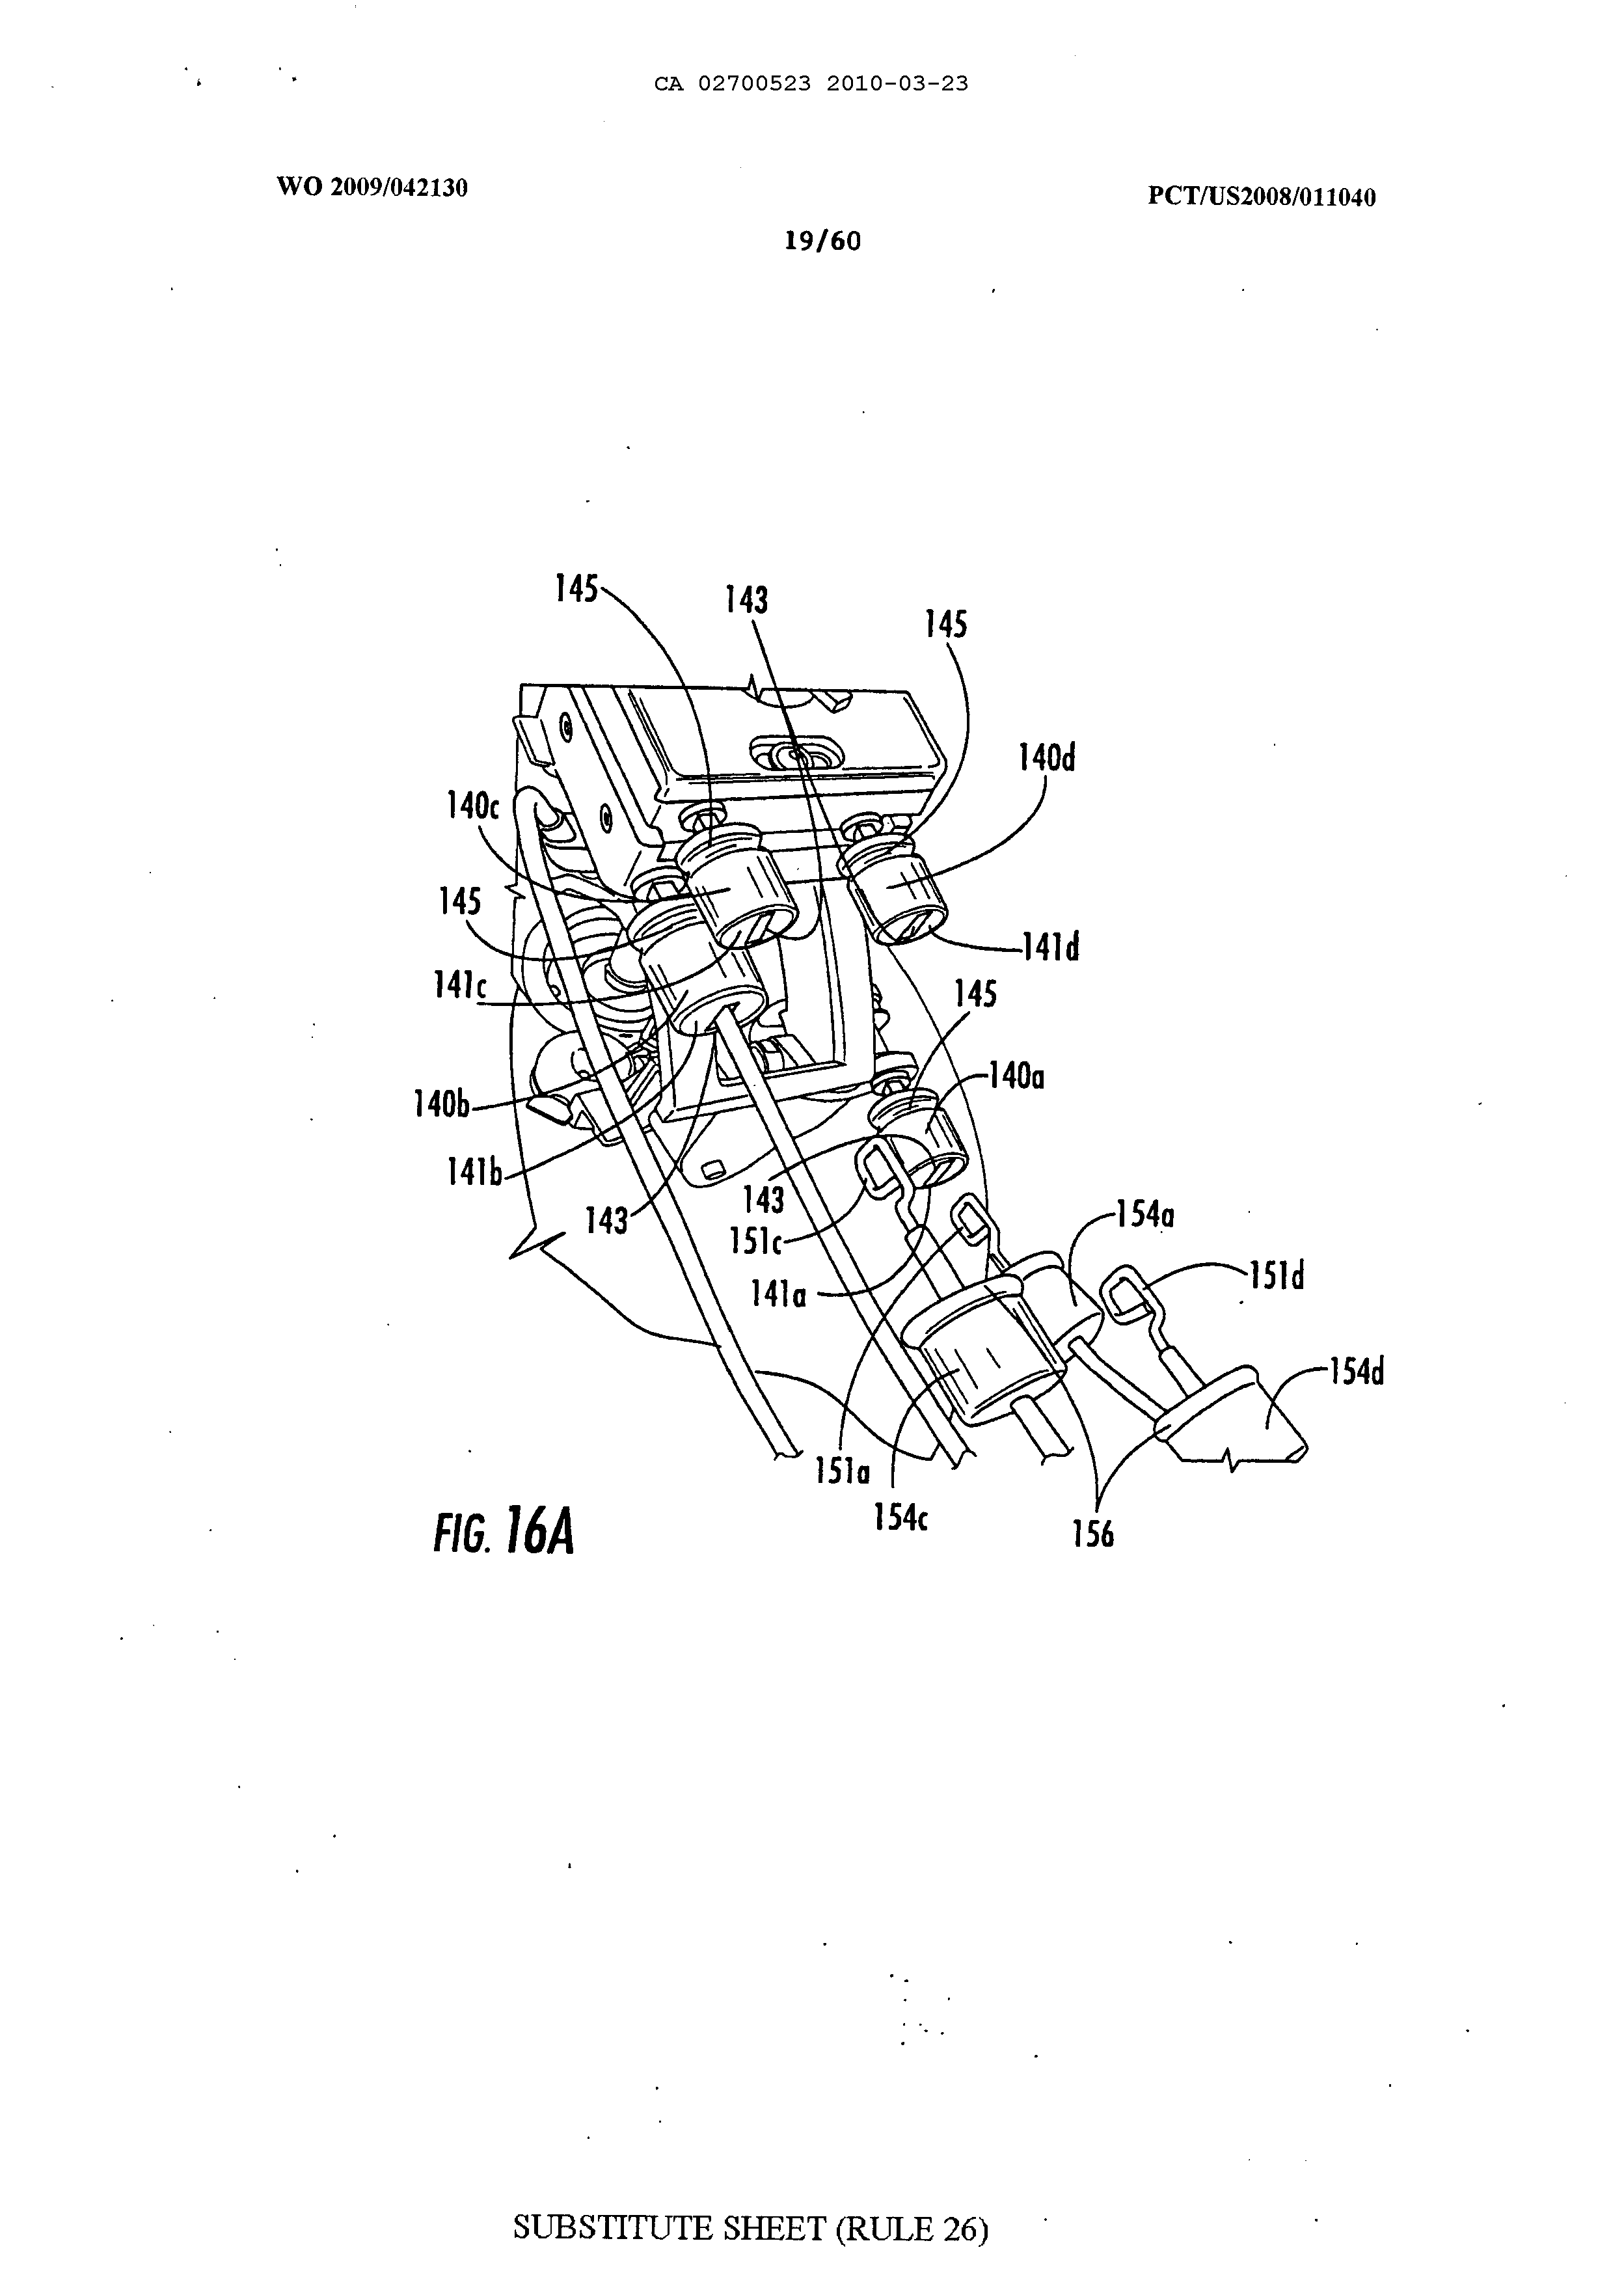 CA 02700523 2010-03-23
WO 2009/042130
PCT/US2008/011040
19/60
145
143
145
140d
140c
145
141d
141c
145
140a
140b
141b
143
143
151c
154a
151d
141a
154d
151a
154c
156
FIG. 16A
SUBSTITUTE SHEET (RULE 26)